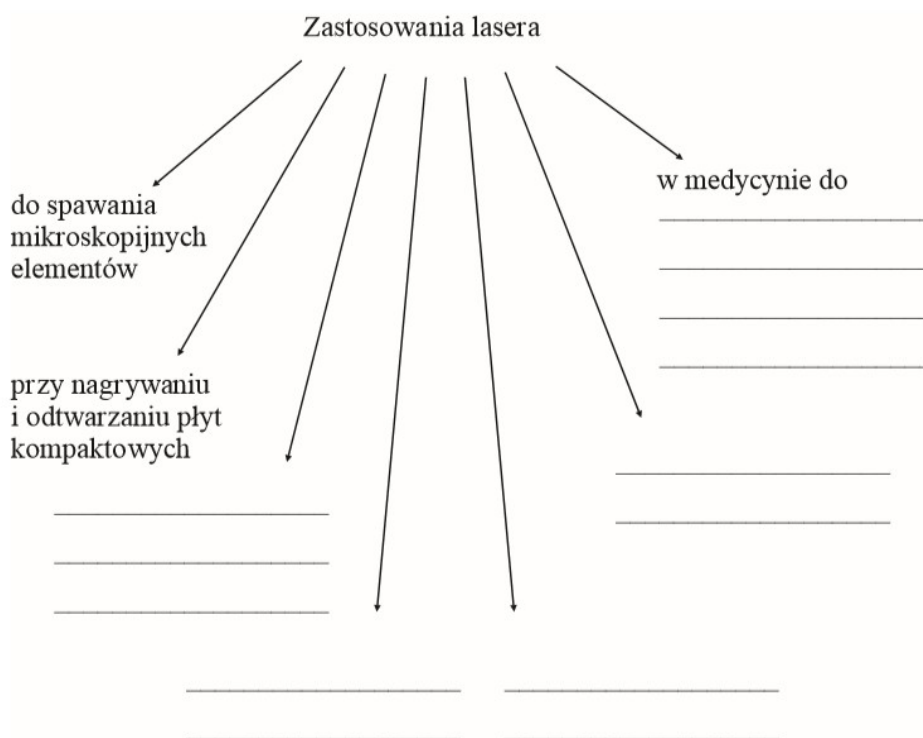 Zastosowania lasera
do spawania
mikroskopijnych
elementów
przy nagrywaniu
i odtwarzaniu płyt
kompaktowych
w medycynie do